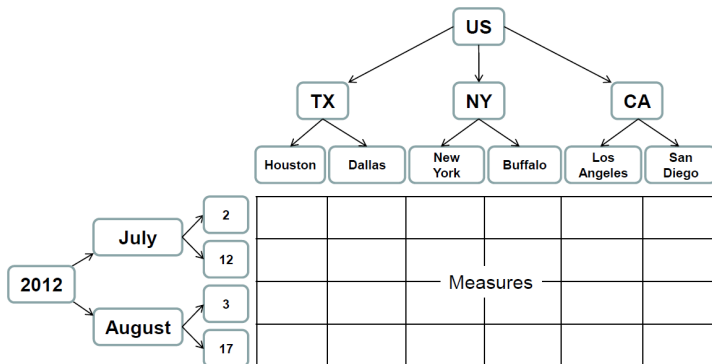 US
TX
NY
CA
Houston
Dallas
New
York
Buffalo
Los
Angeles
San
Diego
2012
July
2
12
August
3
17
Measures